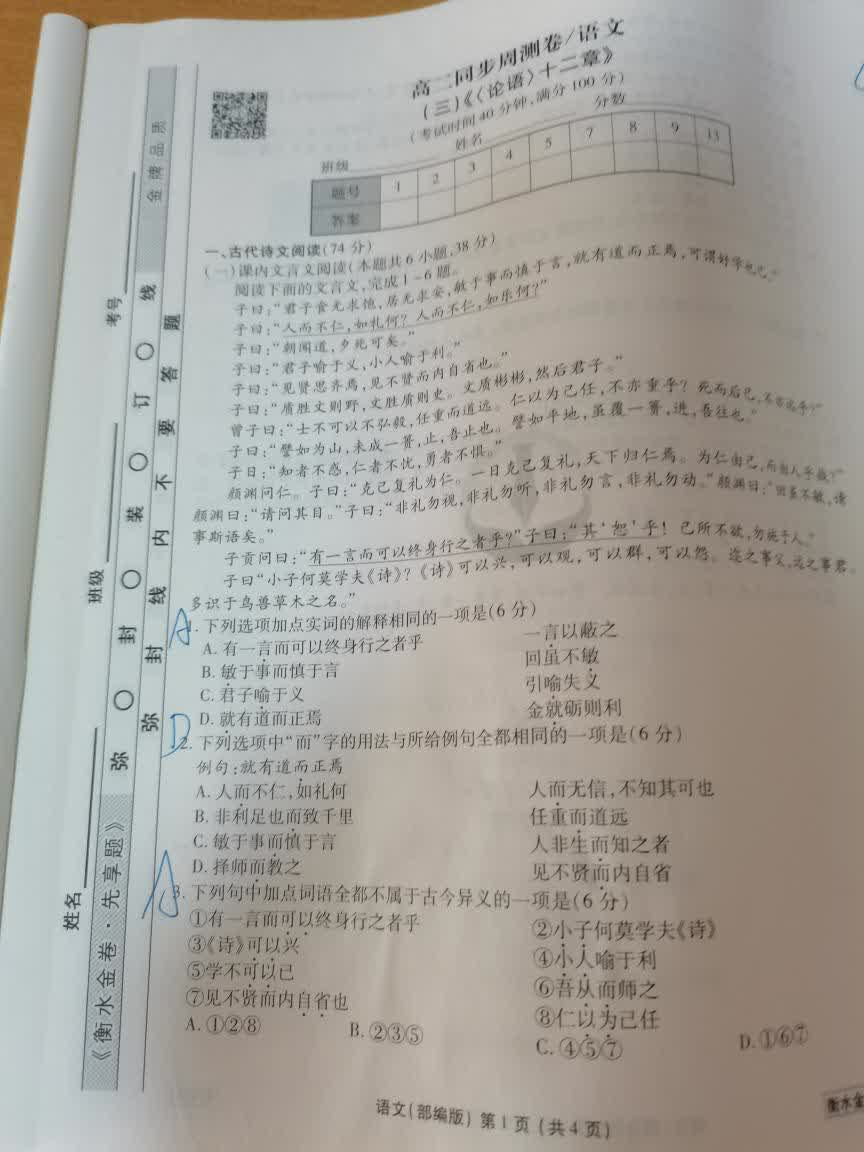 高二同步周测卷/语文
(三)《〈论语〉十二章》
(考试时间40分钟,满分100分)
班级
姓名
分数
题号 1 2 3 4 5 7 8 9 13
答案
一、古代诗文阅读(74分)
(一)课内文言文阅读(本题共6小题,38分)
阅读下面的文言文,完成1~6题。
子曰:“君子食无求饱,居无求安,敏于事而慎于言,就有道而正焉,可谓好学也已。”
子曰:“人而不仁,如礼何?人而不仁,如乐何?”
子曰:“朝闻道,夕死可矣。”
子曰:“君子喻于义,小人喻于利。”
子曰:“见贤思齐焉,见不贤而内自省也。”
子曰:“质胜文则野,文胜质则史。文质彬彬,然后君子。”
曾子曰:“士不可以不弘毅,任重而道远。仁以为己任,不亦重乎?死而后已,不亦远乎?”
子曰:“譬如为山,未成一篑,止,吾止也。譬如平地,虽覆一篑,进,吾往也。”
子曰:“知者不惑,仁者不忧,勇者不惧。”
颜渊问仁。子曰:“克己复礼为仁。一日克己复礼,天下归仁焉。为仁由己,而由人乎哉?”
颜渊曰:“请问其目。”子曰:“非礼勿视,非礼勿听,非礼勿言,非礼勿动。”颜渊曰:“回虽不敏,请
事斯语矣。”
子贡问曰:“有一言而可以终身行之者乎?”子曰:“其‘恕’乎!己所不欲,勿施于人。”
子曰“小子何莫学夫《诗》?《诗》可以兴,可以观,可以群,可以怨。迩之事父,远之事君。
多识于鸟兽草木之名。”
A
1. 下列选项加点实词的解释相同的一项是(6分)
A. 有一言而可以终身行之者乎 一言以蔽之
B. 敏于事而慎于言 回虽不敏
C. 君子喻于义 引喻失义
D. 就有道而正焉 金就砺则利
D
2. 下列选项中“而”字的用法与所给例句全都相同的一项是(6分)
例句:就有道而正焉
A. 人而不仁,如礼何 人而无信,不知其可也
B. 非利足也而致千里 任重而道远
C. 敏于事而慎于言 人非生而知之者
D. 择师而教之 见不贤而内自省
A
3. 下列句中加点词语全都不属于古今异义的一项是(6分)
①有一言而可以终身行之者乎 ②小子何莫学夫《诗》
③《诗》可以兴 ④小人喻于利
⑤学不可以已 ⑥吾从而师之
⑦见不贤而内自省也 ⑧仁以为己任
A. ①②⑧ B. ②③⑤ C. ④⑤⑦ D. ①⑥⑦
语文(部编版) 第1页(共4页)
衡水金
金牌品质
考号
班级
姓名
弥 封 装 订 线
弥 封 线 内 不 要 答 题
《衡水金卷·先享题》